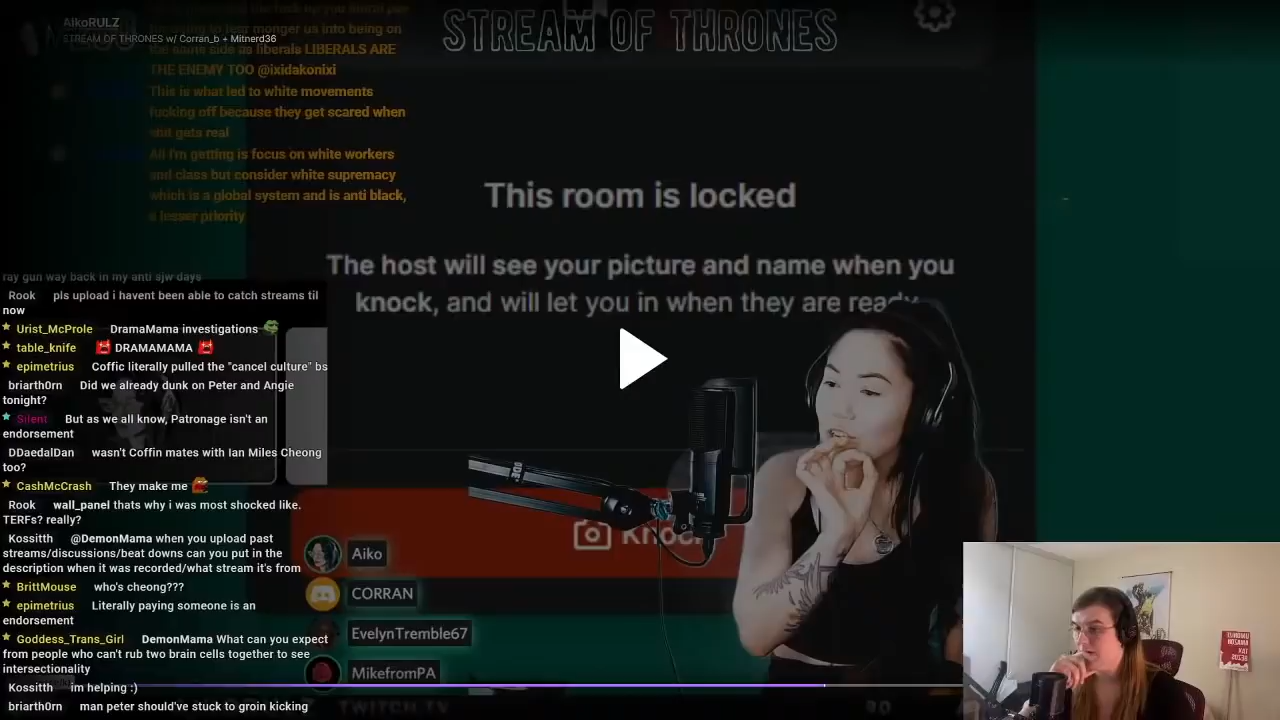 AikoRULZ
STREAM OF THRONES w/ Corran_b + Mitnerd36
STREAM OF THRONES
fear monger us into being on
the same side as liberals LIBERALS ARE
THE ENEMY TOO @ixidakonixi
This is what led to white movements
fucking off because they get scared when
shit gets real
All I'm getting is focus on white workers
and class but consider white supremacy
which is a global system and is anti black,
a lesser priority
This room is locked
The host will see your picture and name when you
knock, and will let you in when they are ready.
Knock
ray gun way back in my anti sjw days
Rook pls upload i havent been able to catch streams til
now
Urist_McProle DramaMama investigations
table_knife DRAMAMAMA
epimetrius Coffic literally pulled the "cancel culture" bs
briarth0rn Did we already dunk on Peter and Angie
tonight?
Silent But as we all know, Patronage isn't an
endorsement
DDaedalDan wasn't Coffin mates with Ian Miles Cheong
too?
CashMcCrash They make me
Rook wall_panel thats why i was most shocked like.
TERFs? really?
Kossitth @DemonMama when you upload past
streams/discussions/beat downs can you put in the
description when it was recorded/what stream it's from
BrittMouse who's cheong???
epimetrius Literally paying someone is an
endorsement
Goddess_Trans_Girl DemonMama What can you expect
from people who can't rub two brain cells together to see
intersectionality
Kossitth im helping :)
briarth0rn man peter should've stuck to groin kicking
Aiko
CORRAN
EvelynTremble67
MikefromPA
TWITCH.TV